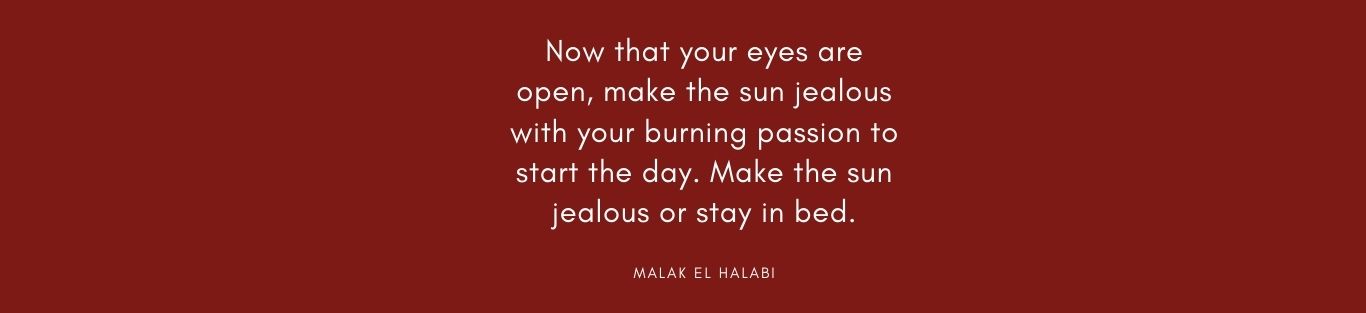 Now that your eyes are
open, make the sun jealous
with your burning passion to
start the day. Make the sun
jealous or stay in bed.
MALAK EL HALABI